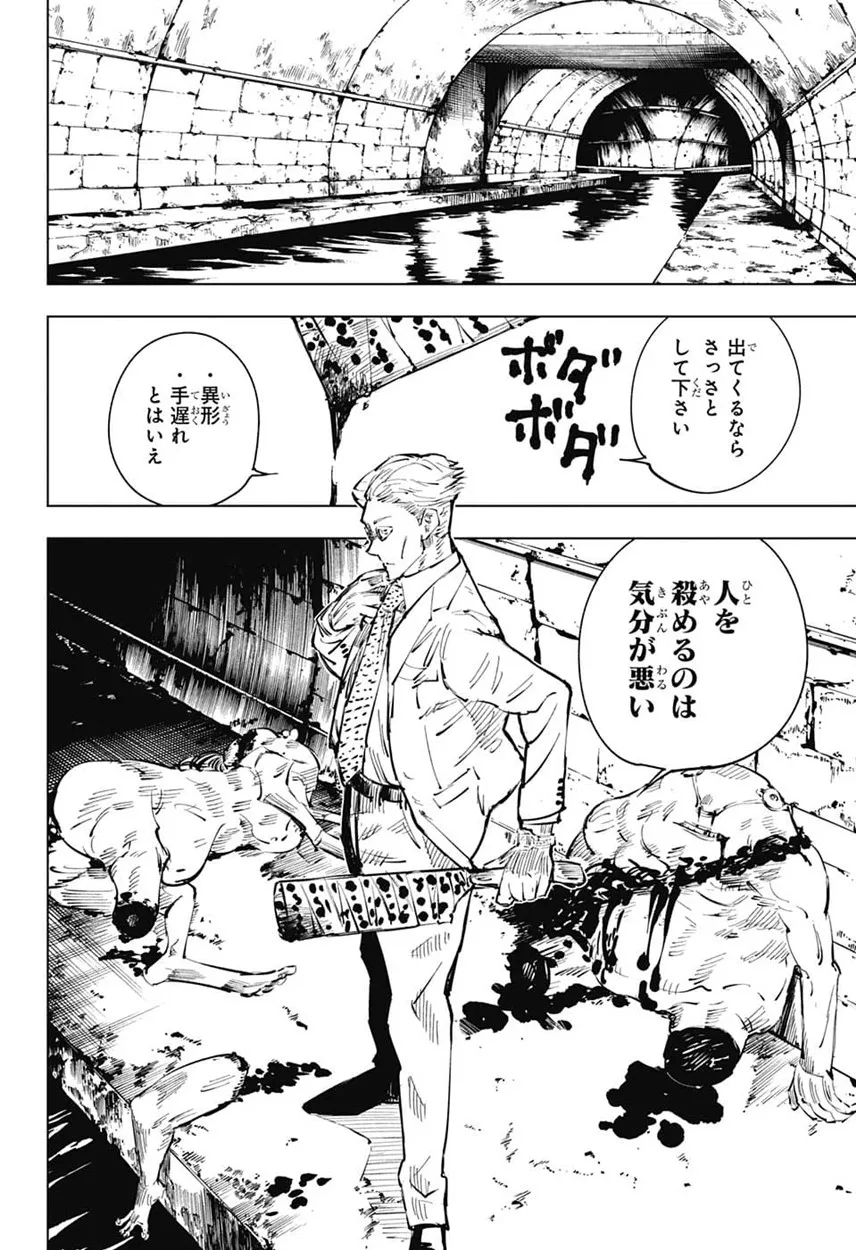 出てくるなら
さっさと
して下さい
ボダ
ボダ
・異形
・手遅れ
とはいえ
人を
殺めるのは
気分が悪い